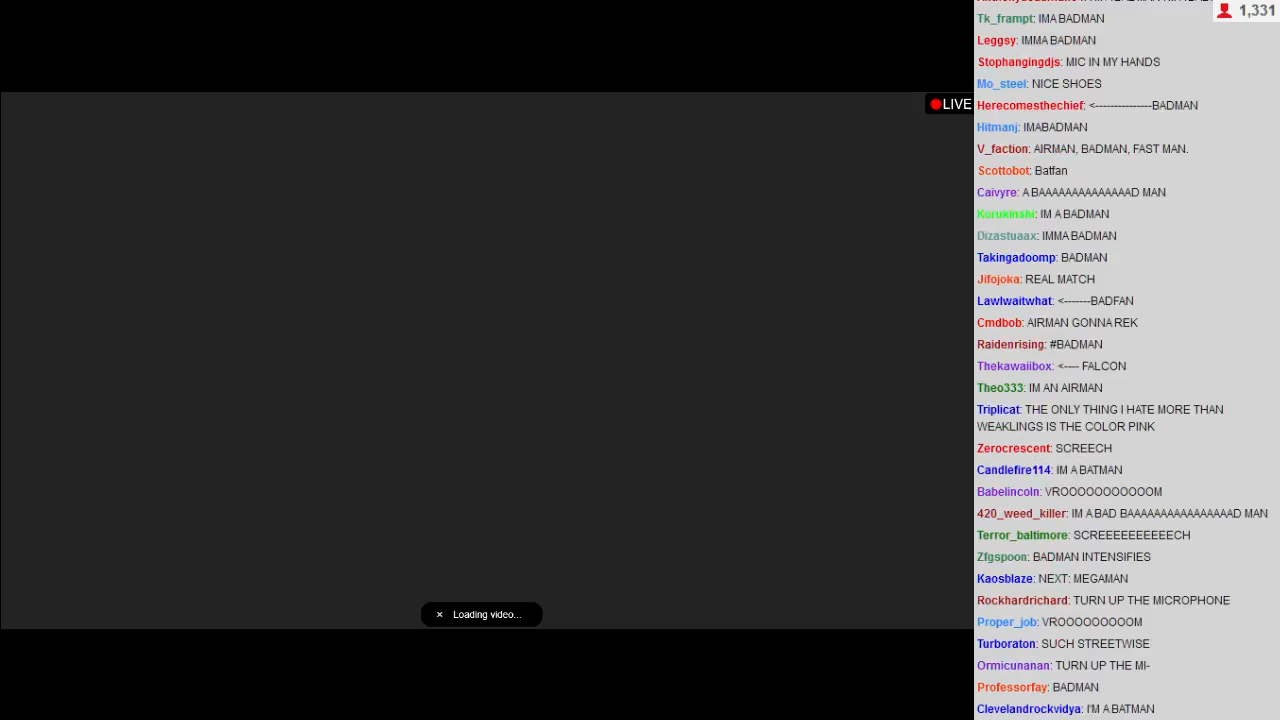 1,331
Tk_frampt: IMA BADMAN
Leggsy: IMMA BADMAN
Stophangingdjs: MIC IN MY HANDS
Mo_steel: NICE SHOES
LIVE
Herecomesthechief: <---------------BADMAN
Hitmanj: IMABADMAN
V_faction: AIRMAN, BADMAN, FAST MAN.
Scottobot: Batfan
Caivyre: A BAAAAAAAAAAAAAAD MAN
Korukinshi: IM A BADMAN
Dizastuaax: IMMA BADMAN
Takingadoomp: BADMAN
Jifojoka: REAL MATCH
Lawlwaitwhat: <-------BADFAN
Cmdbob: AIRMAN GONNA REK
Raidenrising: #BADMAN
Thekawaiibox: <---- FALCON
Theo333: IM AN AIRMAN
Triplicat: THE ONLY THING I HATE MORE THAN
WEAKLINGS IS THE COLOR PINK
Zerocrescent: SCREECH
Candlefire114: IM A BATMAN
Babelincoln: VROOOOOOOOOOM
420_weed_killer: IM A BAD BAAAAAAAAAAAAAAAAD MAN
Terror_baltimore: SCREEEEEEEEEECH
Zfgspoon: BADMAN INTENSIFIES
Kaosblaze: NEXT: MEGAMAN
Rockhardrichard: TURN UP THE MICROPHONE
× Loading video...
Proper_job: VROOOOOOOOOM
Turboraton: SUCH STREETWISE
Ormicunanan: TURN UP THE MI-
Professorfay: BADMAN
Clevelandrockvidya: I'M A BATMAN